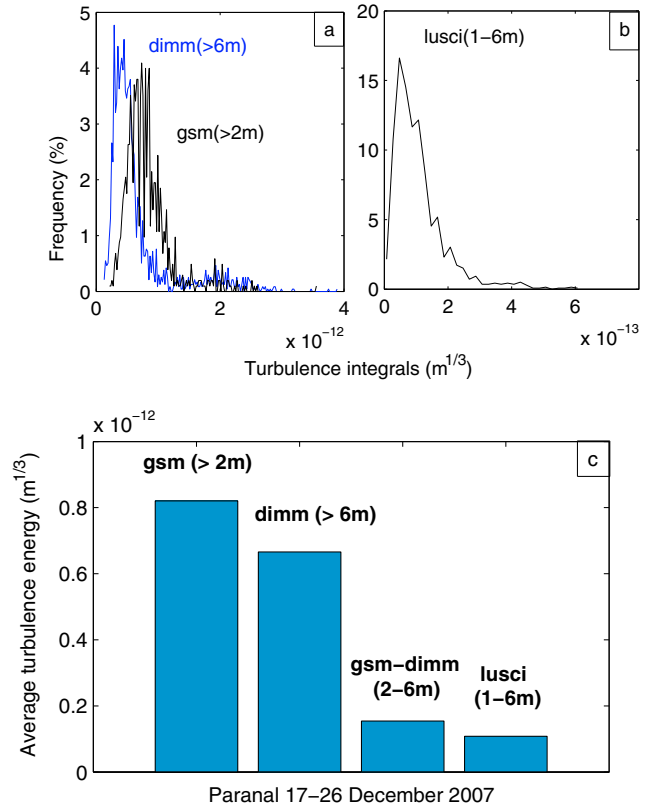 a
b
dimm(>6m)
gsm(>2m)
lusci(1−6m)
Frequency (%)
5
4
3
2
1
0
0
2
4
x 10−12
20
15
10
5
0
0
2
4
6
x 10−13
Turbulence integrals (m1/3)
x 10−12
c
gsm (> 2m)
dimm (> 6m)
gsm−dimm
(2−6m)
lusci
(1−6m)
Average turbulence energy (m1/3)
1
0.8
0.6
0.4
0.2
0
Paranal 17−26 December 2007